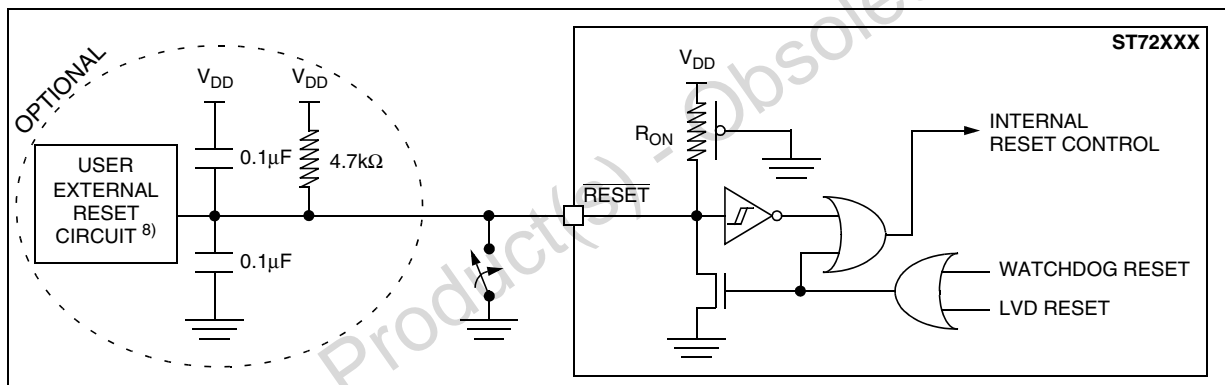 ST72XXX
OPTIONAL
V_DD
V_DD
V_DD
0.1µF
4.7kΩ
R_ON
INTERNAL
RESET CONTROL
USER
EXTERNAL
RESET
CIRCUIT 8)
RESET
0.1µF
WATCHDOG RESET
LVD RESET
Product(s) - Obsole